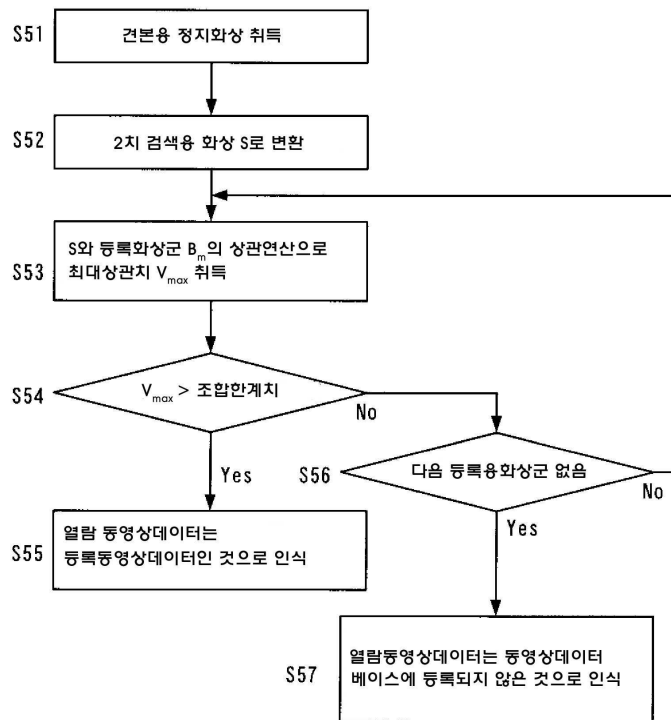 S51
견본용 정지화상 취득
S52
2치 검색용 화상 S로 변환
S53
S와 등록화상군 Bm의 상관연산으로
최대상관치 Vmax 취득
S54
Vmax > 조합한계치
No
Yes
S56
다음 등록용화상군 없음
No
Yes
S55
열람 동영상데이터는
등록동영상데이터인 것으로 인식
S57
열람동영상데이터는 동영상데이터
베이스에 등록되지 않은 것으로 인식